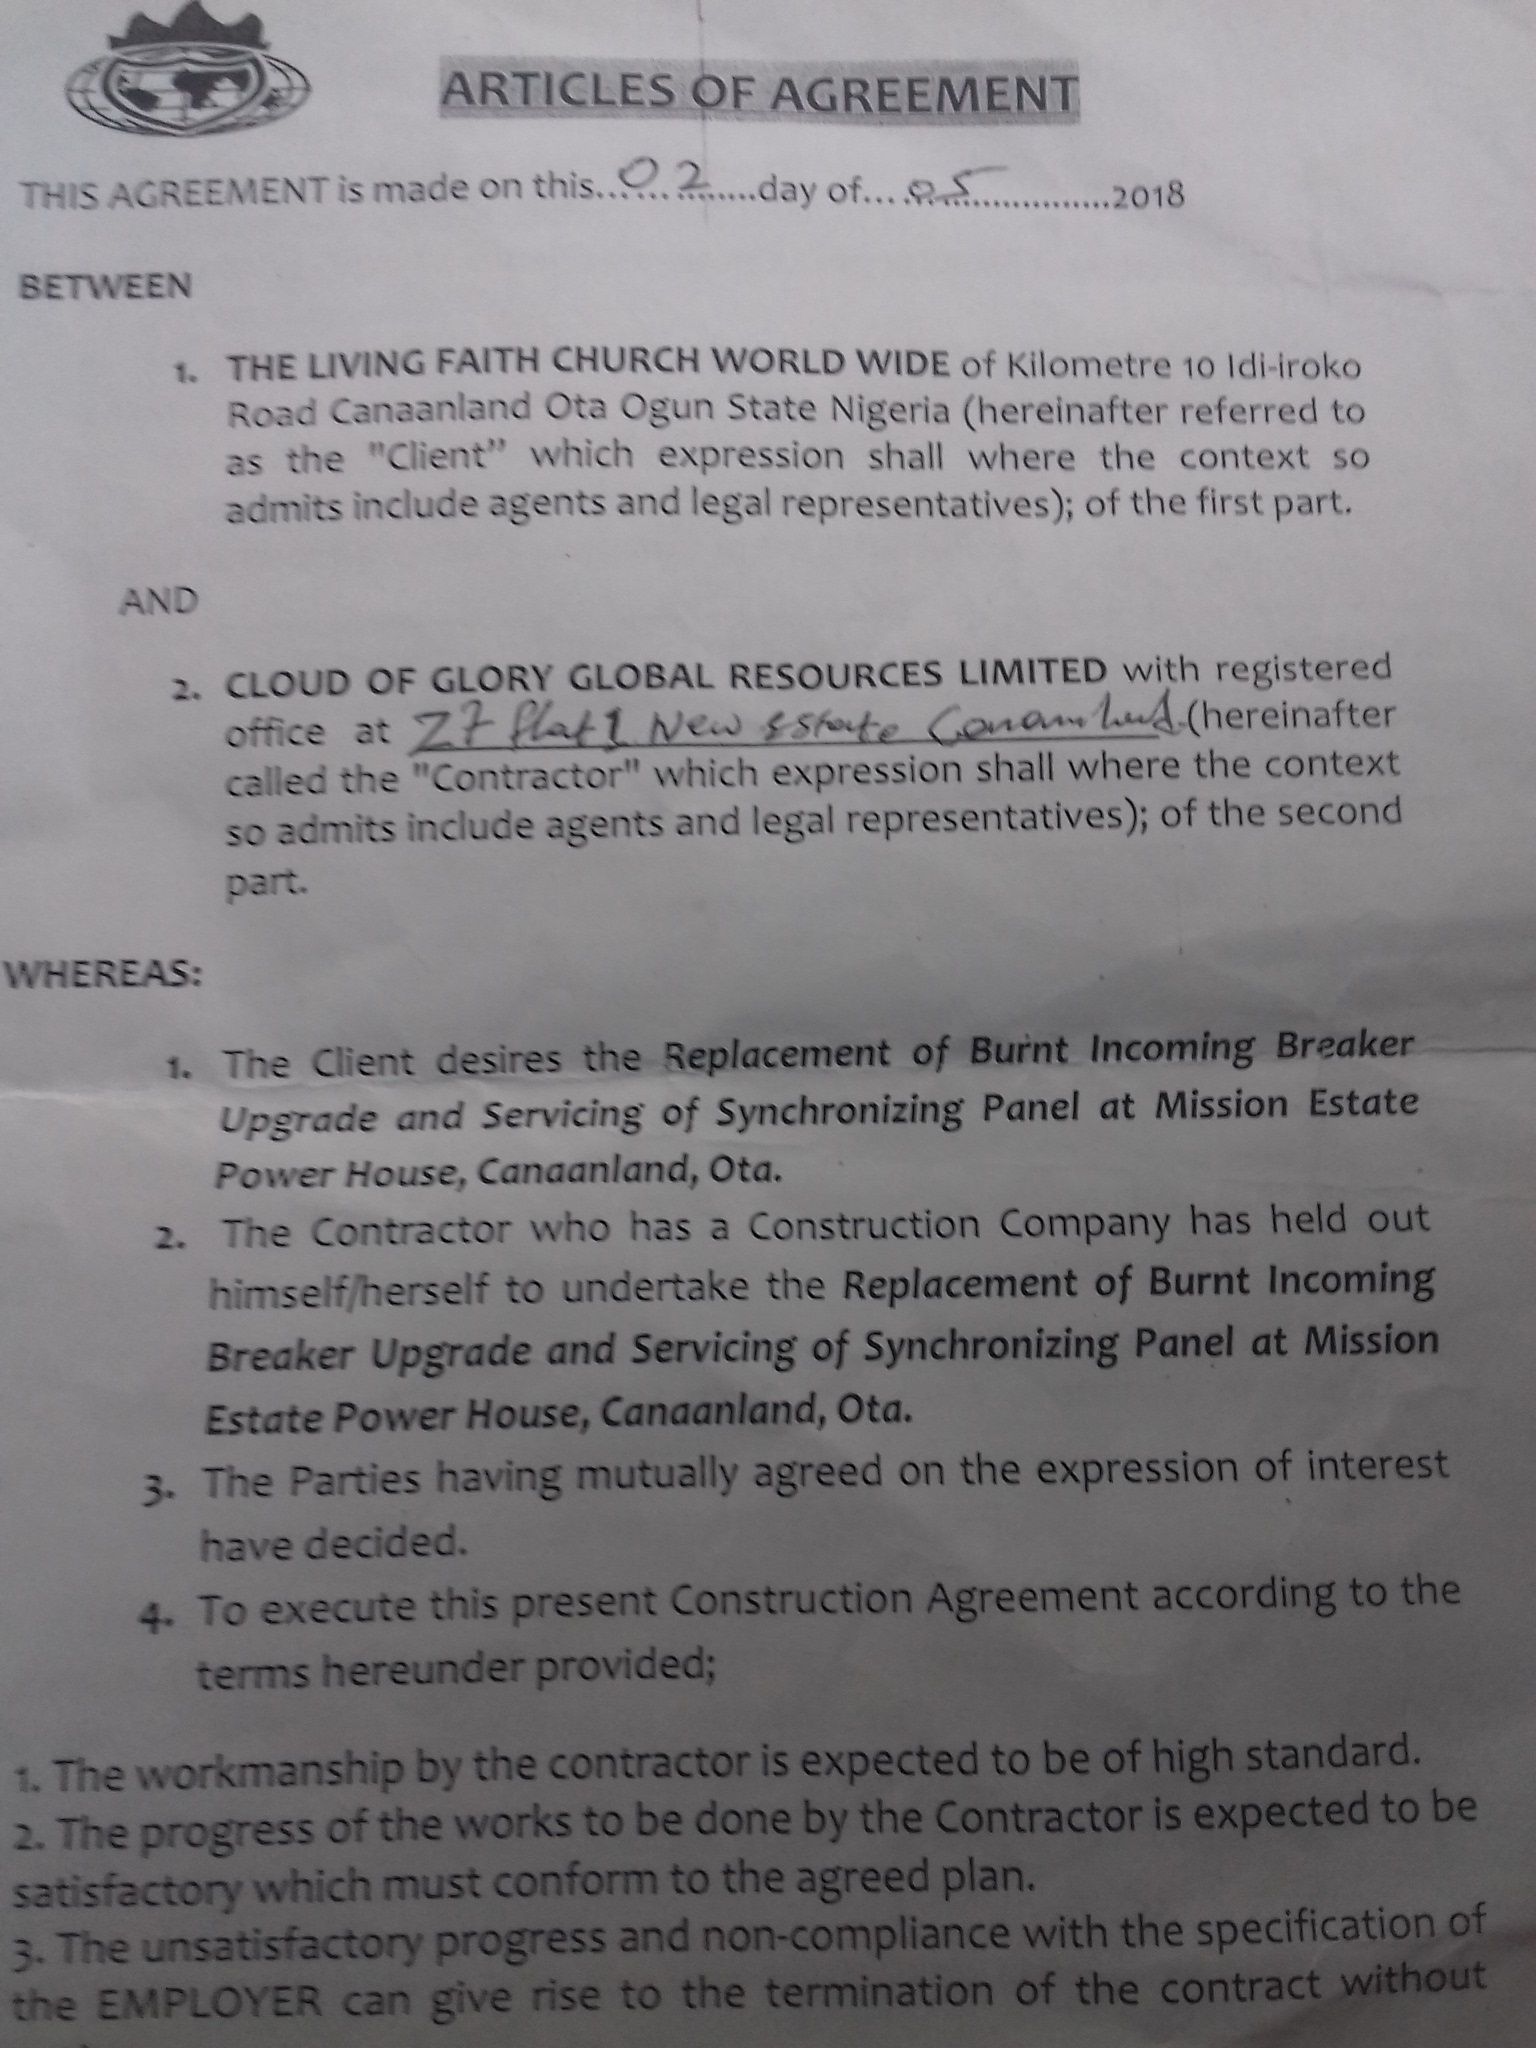 ARTICLES OF AGREEMENT
THIS AGREEMENT is made on this......02......day of......05............2018
BETWEEN
1. THE LIVING FAITH CHURCH WORLD WIDE of Kilometre 10 Idi-iroko
Road Canaanland Ota Ogun State Nigeria (hereinafter referred to
as the "Client" which expression shall where the context so
admits include agents and legal representatives); of the first part.
AND
2. CLOUD OF GLORY GLOBAL RESOURCES LIMITED with registered
office at Z7 Flat 1 New Estate Canaanland (hereinafter
called the "Contractor" which expression shall where the context
so admits include agents and legal representatives); of the second
part.
WHEREAS:
1. The Client desires the Replacement of Burnt Incoming Breaker
Upgrade and Servicing of Synchronizing Panel at Mission Estate
Power House, Canaanland, Ota.
2. The Contractor who has a Construction Company has held out
himself/herself to undertake the Replacement of Burnt Incoming
Breaker Upgrade and Servicing of Synchronizing Panel at Mission
Estate Power House, Canaanland, Ota.
3. The Parties having mutually agreed on the expression of interest
have decided.
4. To execute this present Construction Agreement according to the
terms hereunder provided;
1. The workmanship by the contractor is expected to be of high standard.
2. The progress of the works to be done by the Contractor is expected to be
satisfactory which must conform to the agreed plan.
3. The unsatisfactory progress and non-compliance with the specification of
the EMPLOYER can give rise to the termination of the contract without